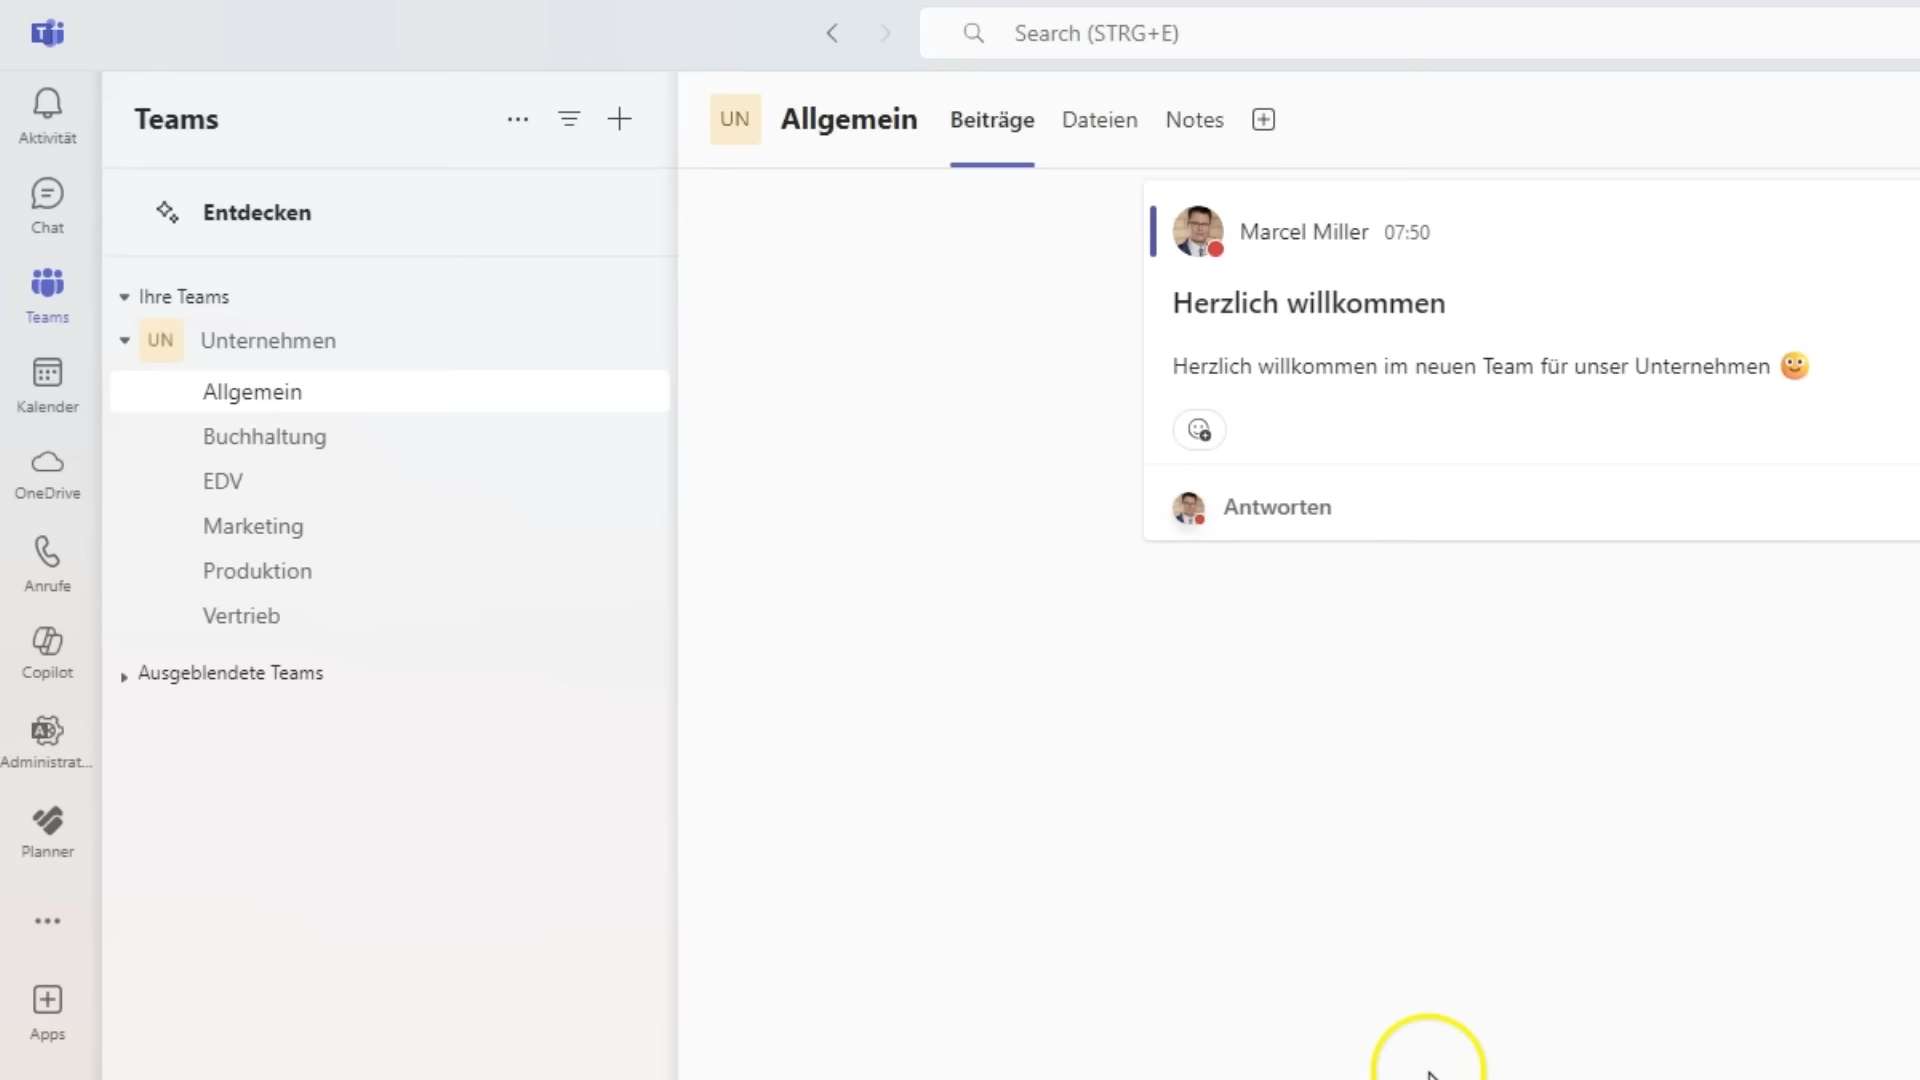 Search (STRG+E)
Aktivität
Chat
Teams
Kalender
OneDrive
Anrufe
Copilot
Administrat...
Planner
Apps
Teams
Entdecken
Ihre Teams
UN Unternehmen
Allgemein
Buchhaltung
EDV
Marketing
Produktion
Vertrieb
Ausgeblendete Teams
UN Allgemein Beiträge Dateien Notes
Marcel Miller 07:50
Herzlich willkommen
Herzlich willkommen im neuen Team für unser Unternehmen 🙂
Antworten